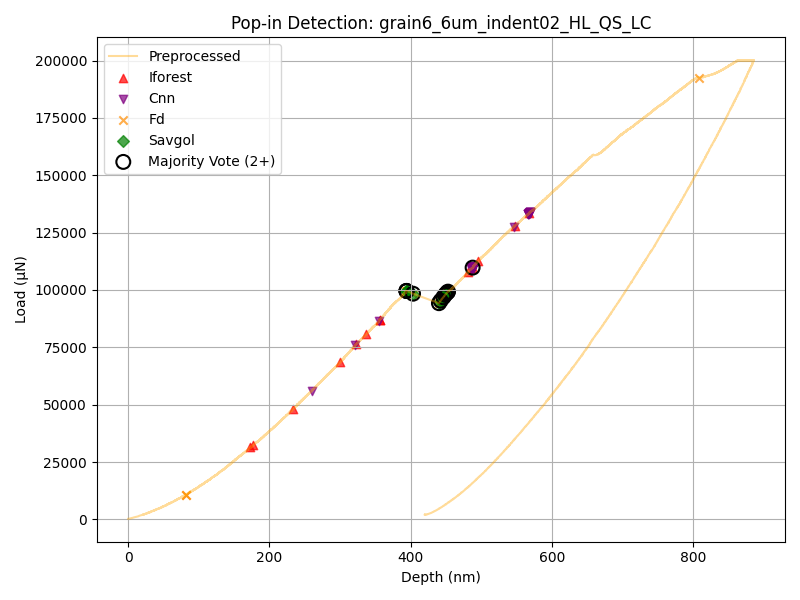 Pop-in Detection: grain6_6um_indent02_HL_QS_LC
Preprocessed
Iforest
Cnn
Fd
Savgol
Majority Vote (2+)
200000
175000
150000
125000
100000
75000
50000
25000
0
Load (µN)
0 200 400 600 800
Depth (nm)